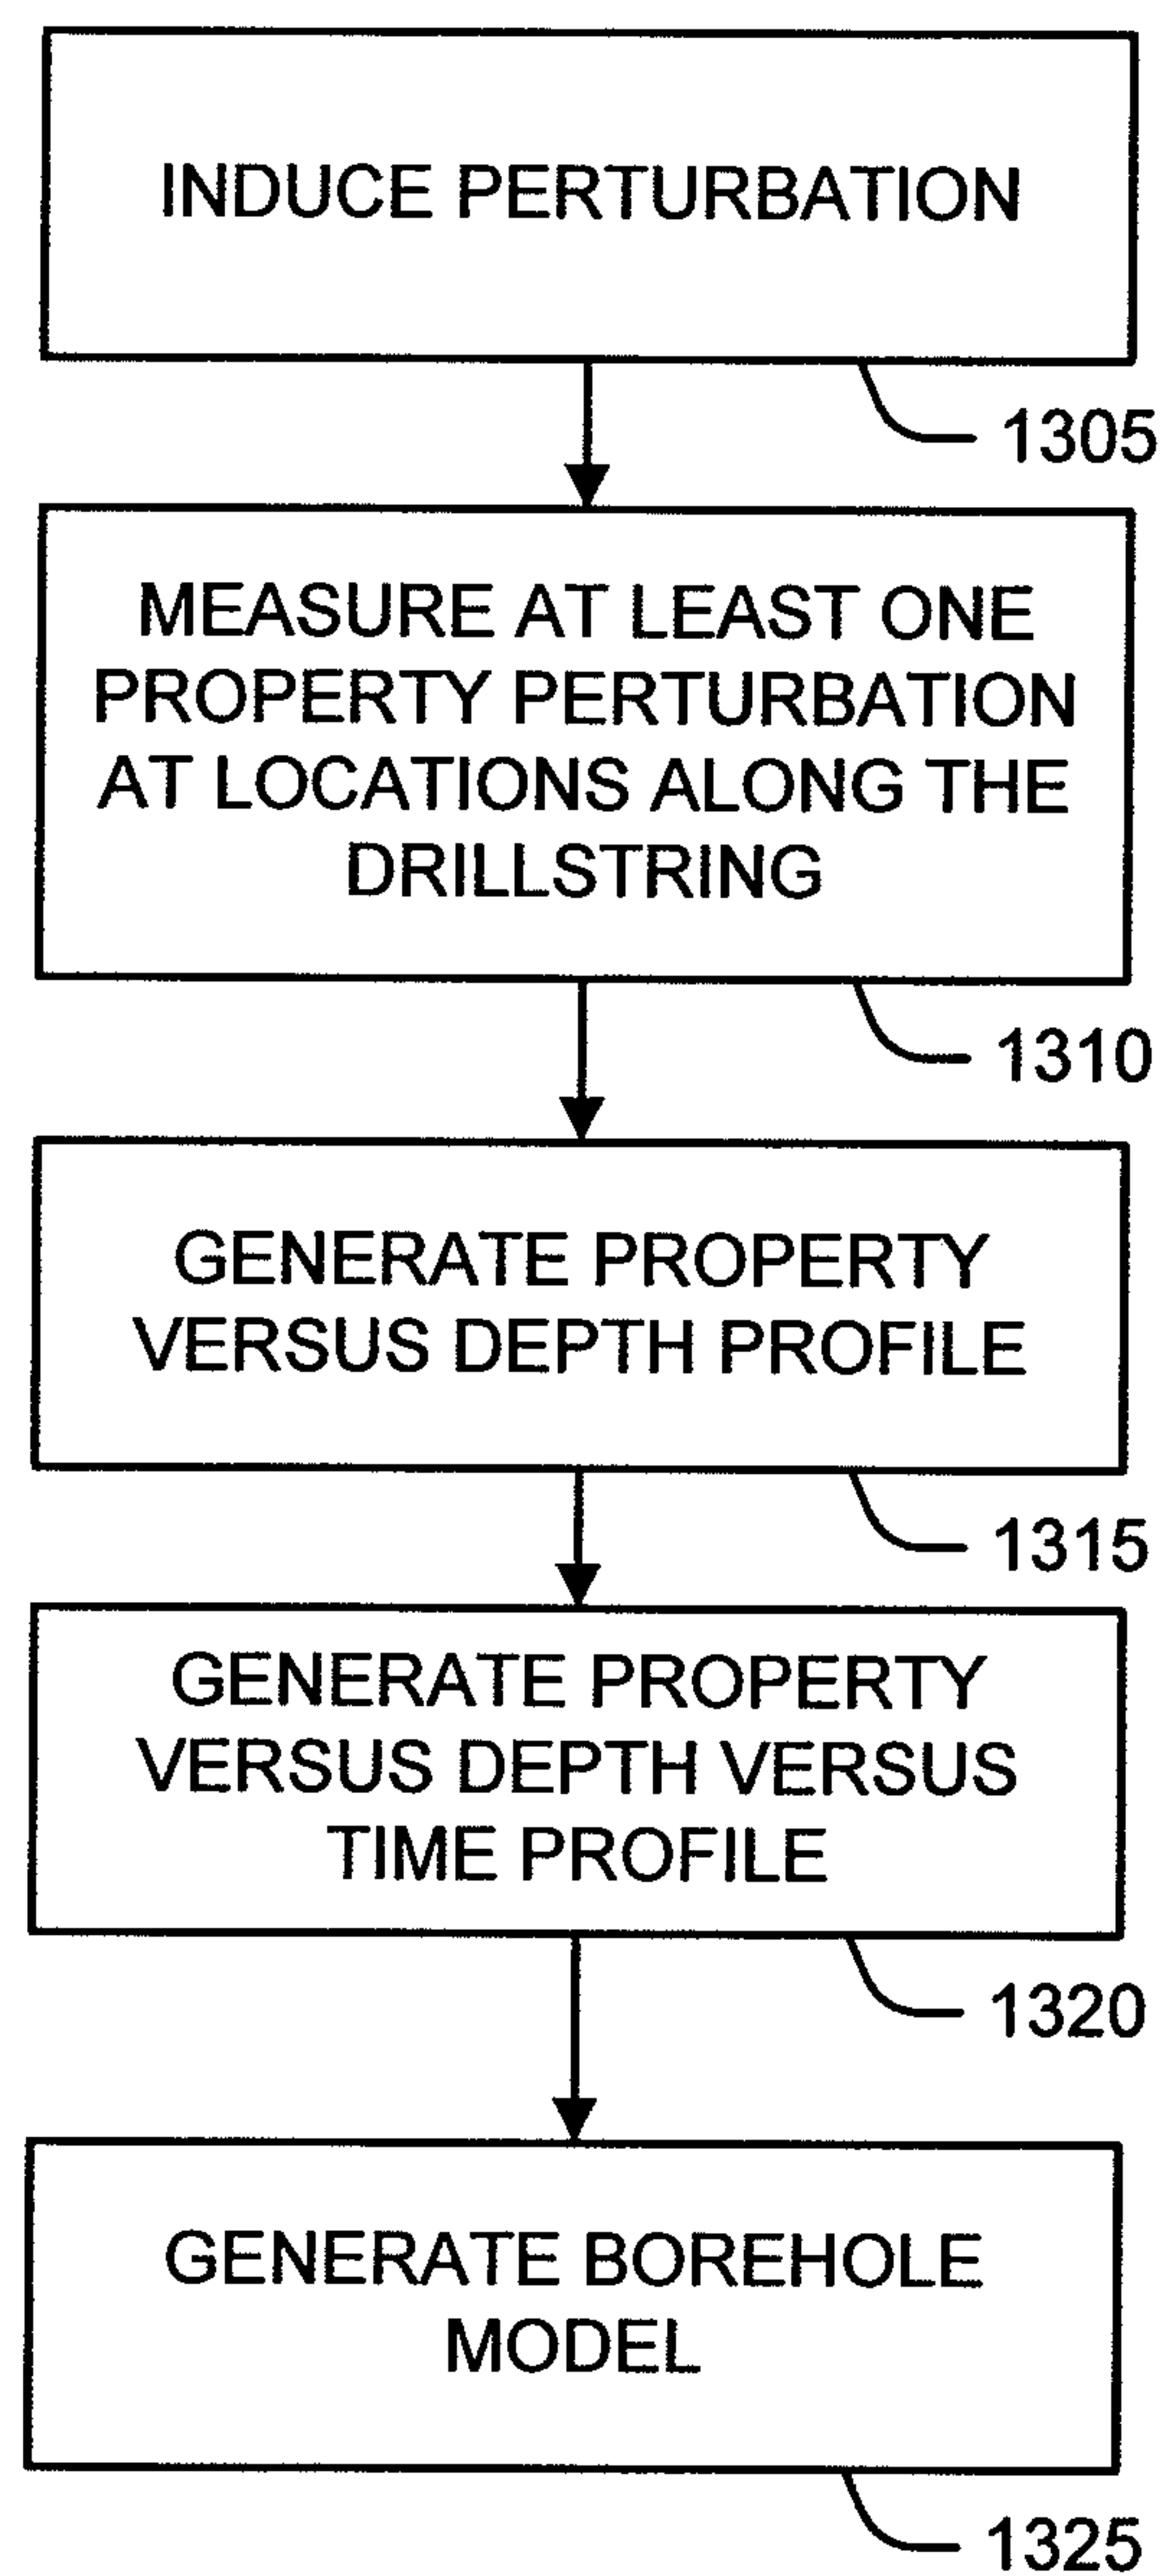 INDUCE PERTURBATION
1305
MEASURE AT LEAST ONE
PROPERTY PERTURBATION
AT LOCATIONS ALONG THE
DRILLSTRING
1310
GENERATE PROPERTY
VERSUS DEPTH PROFILE
1315
GENERATE PROPERTY
VERSUS DEPTH VERSUS
TIME PROFILE
1320
GENERATE BOREHOLE
MODEL
1325